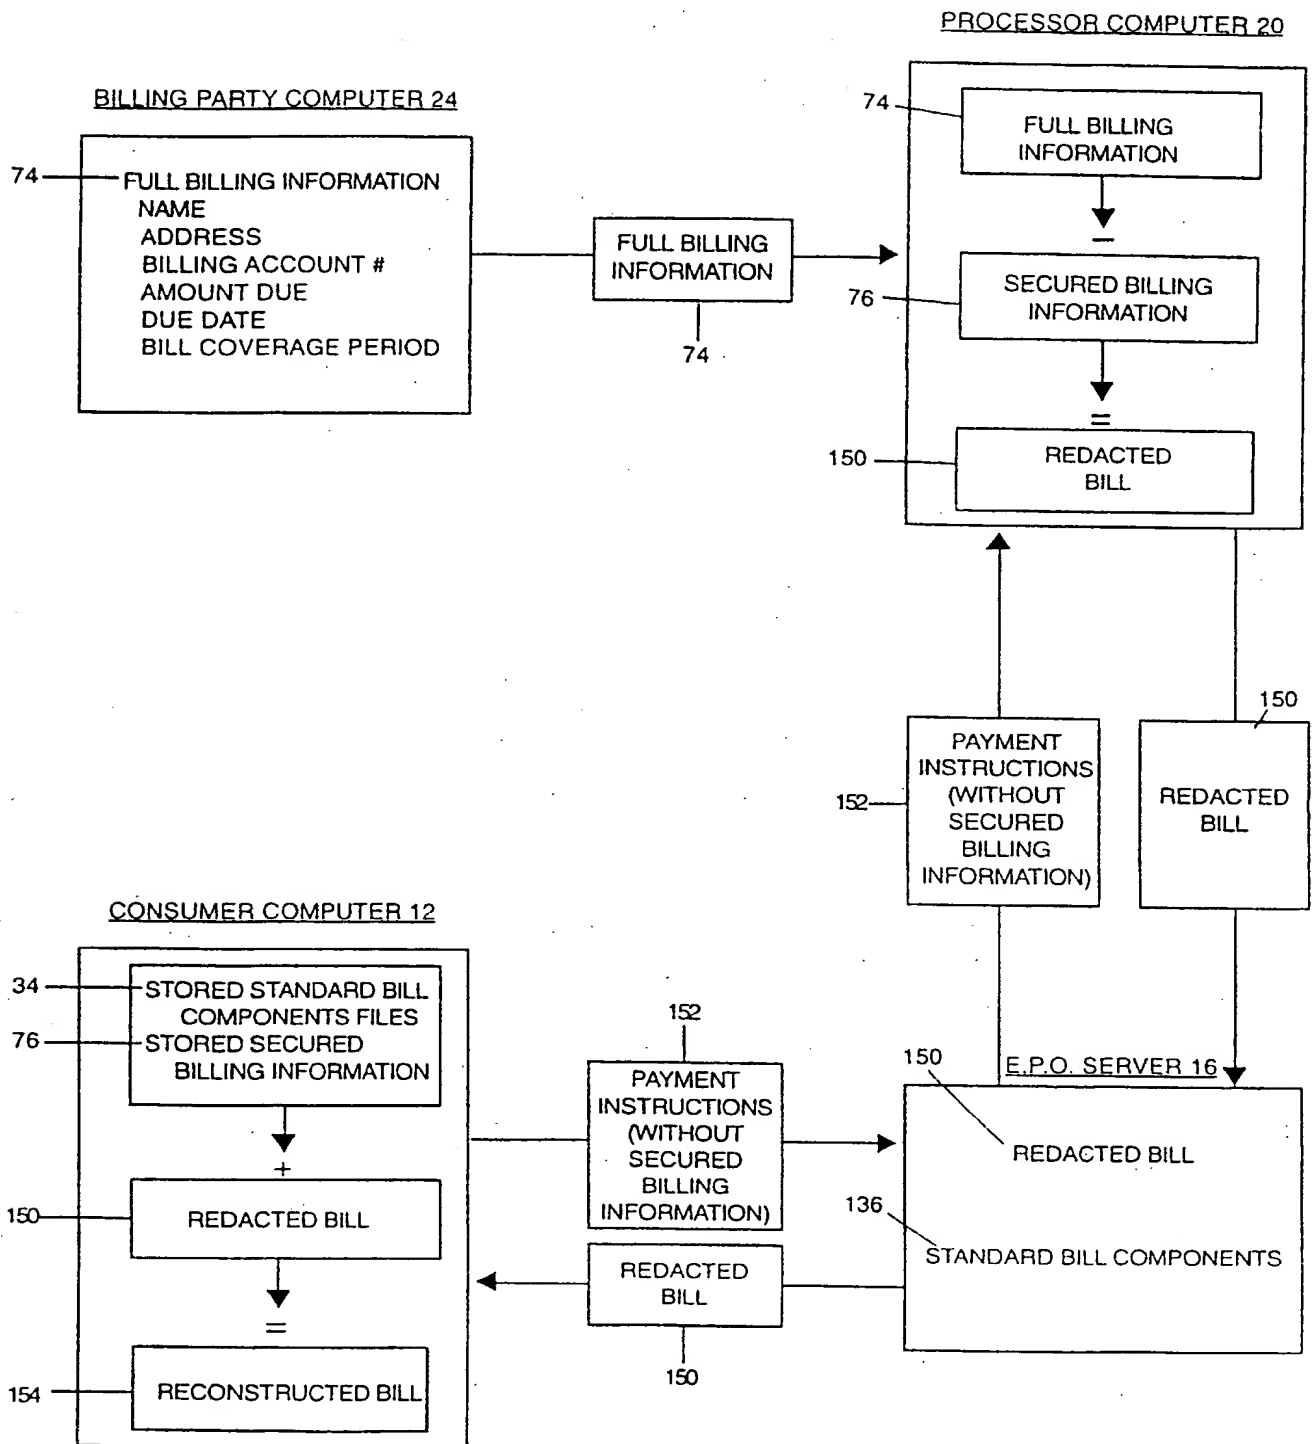 PROCESSOR COMPUTER 20
74
FULL BILLING
INFORMATION
−
76
SECURED BILLING
INFORMATION
=
150
REDACTED
BILL
BILLING PARTY COMPUTER 24
74
FULL BILLING INFORMATION
NAME
ADDRESS
BILLING ACCOUNT #
AMOUNT DUE
DUE DATE
BILL COVERAGE PERIOD
FULL BILLING
INFORMATION
74
152
PAYMENT
INSTRUCTIONS
(WITHOUT
SECURED
BILLING
INFORMATION)
150
REDACTED
BILL
CONSUMER COMPUTER 12
34
STORED STANDARD BILL
COMPONENTS FILES
76
STORED SECURED
BILLING INFORMATION
+
150
REDACTED BILL
=
154
RECONSTRUCTED BILL
152
PAYMENT
INSTRUCTIONS
(WITHOUT
SECURED
BILLING
INFORMATION)
REDACTED
BILL
150
E.P.O. SERVER 16
150
REDACTED BILL
136
STANDARD BILL COMPONENTS